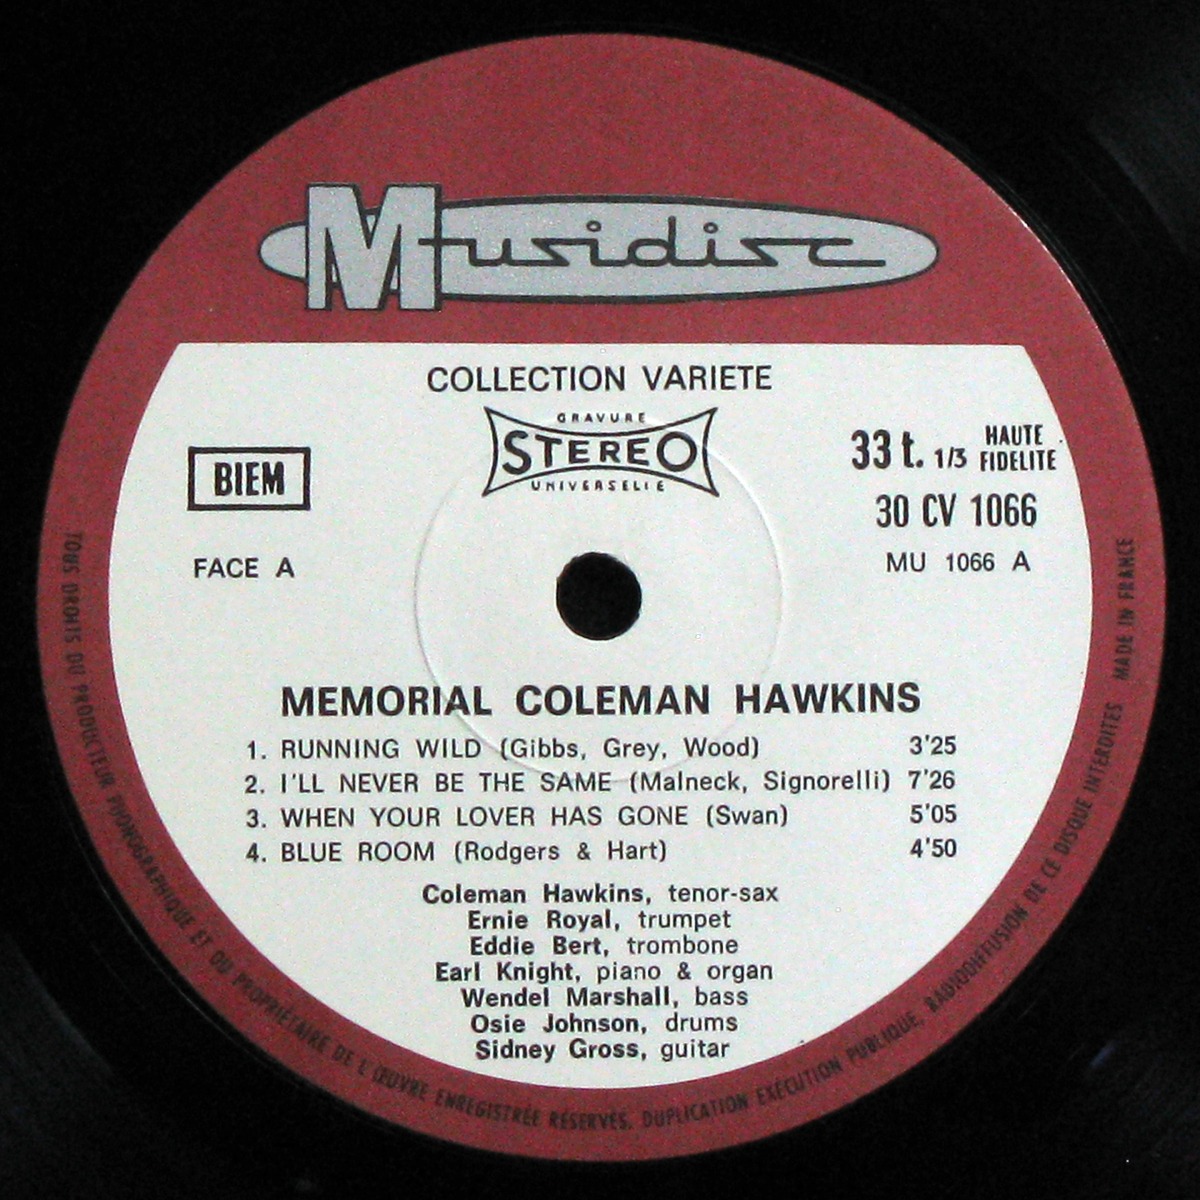 Musidisc
COLLECTION VARIETE
GRAVURE
STEREO
UNIVERSELLE
BIEM
33 t. 1/3 HAUTE FIDELITE
30 CV 1066
FACE A
MU 1066 A
MEMORIAL COLEMAN HAWKINS
1. RUNNING WILD (Gibbs, Grey, Wood) 3'25
2. I'LL NEVER BE THE SAME (Malneck, Signorelli) 7'26
3. WHEN YOUR LOVER HAS GONE (Swan) 5'05
4. BLUE ROOM (Rodgers & Hart) 4'50
Coleman Hawkins, tenor-sax
Ernie Royal, trumpet
Eddie Bert, trombone
Earl Knight, piano & organ
Wendel Marshall, bass
Osie Johnson, drums
Sidney Gross, guitar
TOUS DROITS DU PRODUCTEUR PHONOGRAPHIQUE ET DU PROPRIÉTAIRE DE L'ŒUVRE ENREGISTRÉE RÉSERVÉS. DUPLICATION EXÉCUTION PUBLIQUE, RADIODIFFUSION DE CE DISQUE INTERDITES MADE IN FRANCE